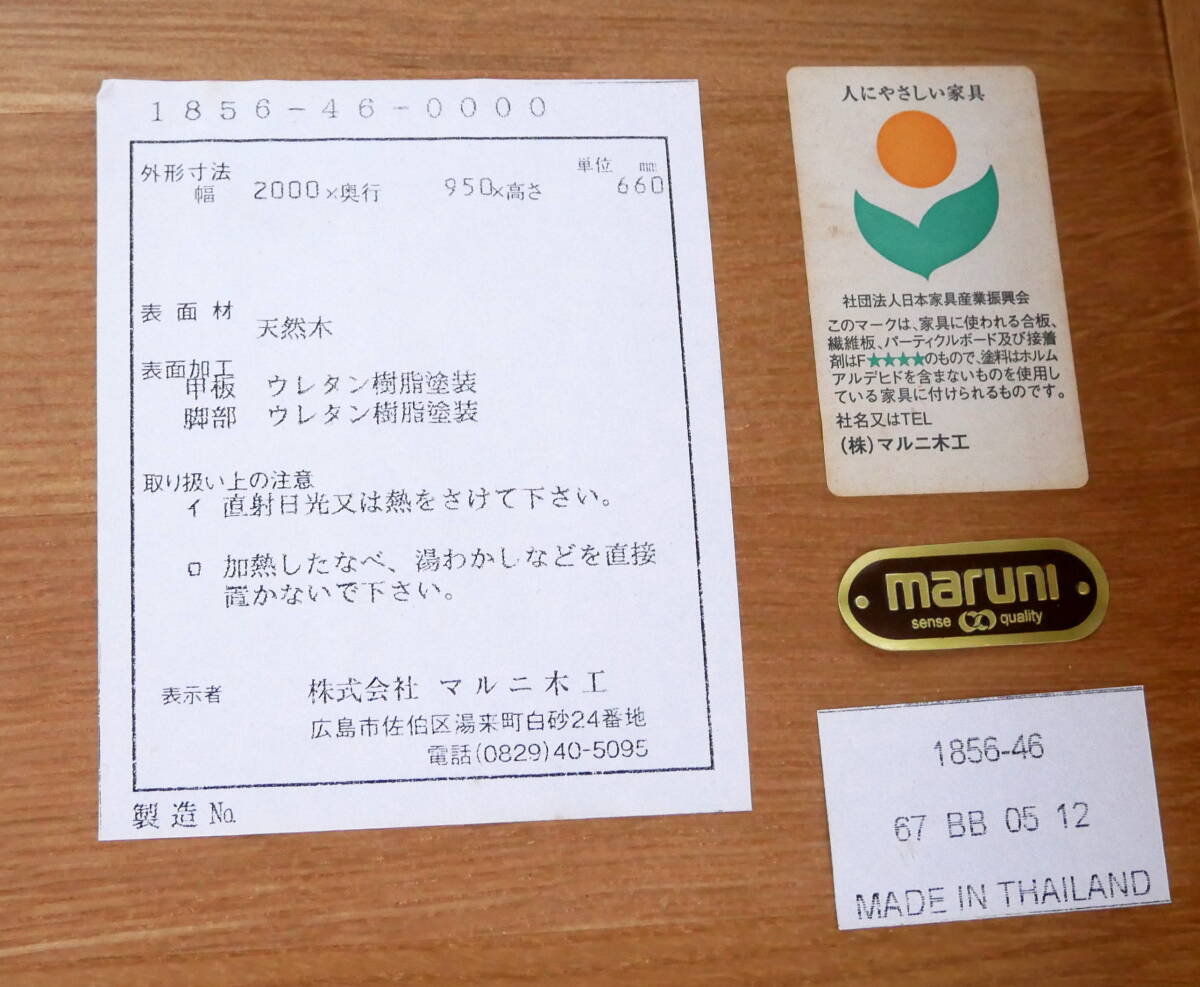 1856-46-0000
外形寸法
単位 mm
幅 2000×奥行 950×高さ 660
表面材
天然木
表面加工
甲板 ウレタン樹脂塗装
脚部 ウレタン樹脂塗装
取り扱い上の注意
イ 直射日光又は熱をさけて下さい。
ロ 加熱したなべ、湯わかしなどを直接
置かないで下さい。
表示者 株式会社 マルニ木工
広島市佐伯区湯来町白砂24番地
電話(0829)40-5095
製造 No.
人にやさしい家具
社団法人日本家具産業振興会
このマークは、家具に使われる合板、
繊維板、パーティクルボード及び接着
剤はF★★★★のもので、塗料はホルム
アルデヒドを含まないものを使用し
ている家具に付けられるものです。
社名又はTEL
(株)マルニ木工
maruni
sense quality
1856-46
67 BB 05 12
MADE IN THAILAND